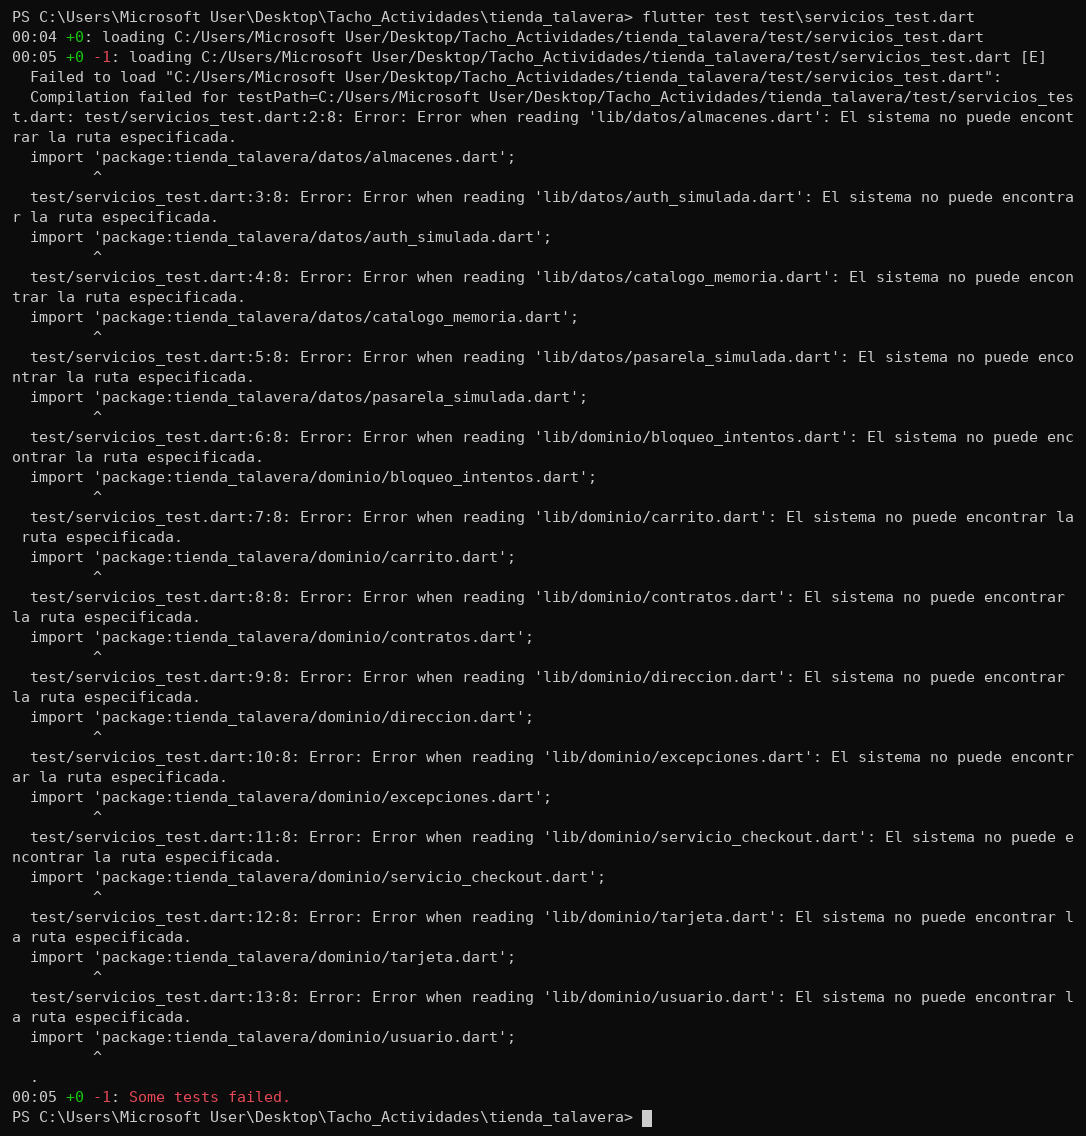 PS C:\Users\Microsoft User\Desktop\Tacho_Actividades\tienda_talavera> flutter test test\servicios_test.dart
00:04 +0: loading C:/Users/Microsoft User/Desktop/Tacho_Actividades/tienda_talavera/test/servicios_test.dart
00:05 +0 -1: loading C:/Users/Microsoft User/Desktop/Tacho_Actividades/tienda_talavera/test/servicios_test.dart [E]
  Failed to load "C:/Users/Microsoft User/Desktop/Tacho_Actividades/tienda_talavera/test/servicios_test.dart":
  Compilation failed for testPath=C:/Users/Microsoft User/Desktop/Tacho_Actividades/tienda_talavera/test/servicios_tes
t.dart: test/servicios_test.dart:2:8: Error: Error when reading 'lib/datos/almacenes.dart': El sistema no puede encont
rar la ruta especificada.
  import 'package:tienda_talavera/datos/almacenes.dart';
         ^
  test/servicios_test.dart:3:8: Error: Error when reading 'lib/datos/auth_simulada.dart': El sistema no puede encontra
r la ruta especificada.
  import 'package:tienda_talavera/datos/auth_simulada.dart';
         ^
  test/servicios_test.dart:4:8: Error: Error when reading 'lib/datos/catalogo_memoria.dart': El sistema no puede encon
trar la ruta especificada.
  import 'package:tienda_talavera/datos/catalogo_memoria.dart';
         ^
  test/servicios_test.dart:5:8: Error: Error when reading 'lib/datos/pasarela_simulada.dart': El sistema no puede enco
ntrar la ruta especificada.
  import 'package:tienda_talavera/datos/pasarela_simulada.dart';
         ^
  test/servicios_test.dart:6:8: Error: Error when reading 'lib/dominio/bloqueo_intentos.dart': El sistema no puede enc
ontrar la ruta especificada.
  import 'package:tienda_talavera/dominio/bloqueo_intentos.dart';
         ^
  test/servicios_test.dart:7:8: Error: Error when reading 'lib/dominio/carrito.dart': El sistema no puede encontrar la
 ruta especificada.
  import 'package:tienda_talavera/dominio/carrito.dart';
         ^
  test/servicios_test.dart:8:8: Error: Error when reading 'lib/dominio/contratos.dart': El sistema no puede encontrar
la ruta especificada.
  import 'package:tienda_talavera/dominio/contratos.dart';
         ^
  test/servicios_test.dart:9:8: Error: Error when reading 'lib/dominio/direccion.dart': El sistema no puede encontrar
la ruta especificada.
  import 'package:tienda_talavera/dominio/direccion.dart';
         ^
  test/servicios_test.dart:10:8: Error: Error when reading 'lib/dominio/excepciones.dart': El sistema no puede encontr
ar la ruta especificada.
  import 'package:tienda_talavera/dominio/excepciones.dart';
         ^
  test/servicios_test.dart:11:8: Error: Error when reading 'lib/dominio/servicio_checkout.dart': El sistema no puede e
ncontrar la ruta especificada.
  import 'package:tienda_talavera/dominio/servicio_checkout.dart';
         ^
  test/servicios_test.dart:12:8: Error: Error when reading 'lib/dominio/tarjeta.dart': El sistema no puede encontrar l
a ruta especificada.
  import 'package:tienda_talavera/dominio/tarjeta.dart';
         ^
  test/servicios_test.dart:13:8: Error: Error when reading 'lib/dominio/usuario.dart': El sistema no puede encontrar l
a ruta especificada.
  import 'package:tienda_talavera/dominio/usuario.dart';
         ^
  .
00:05 +0 -1: Some tests failed.
PS C:\Users\Microsoft User\Desktop\Tacho_Actividades\tienda_talavera>